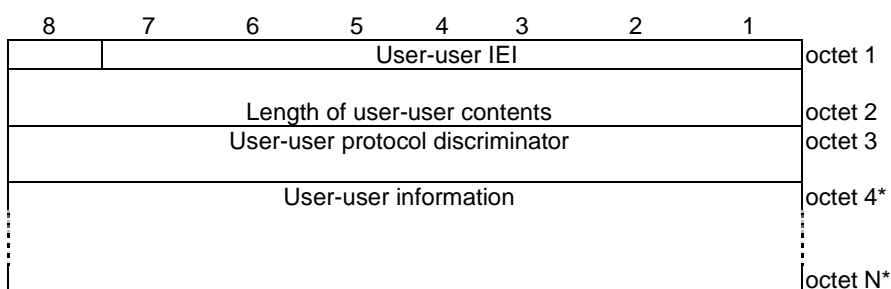 8 7 6 5 4 3 2 1
User-user IEI octet 1
Length of user-user contents octet 2
User-user protocol discriminator octet 3
User-user information octet 4*
octet N*